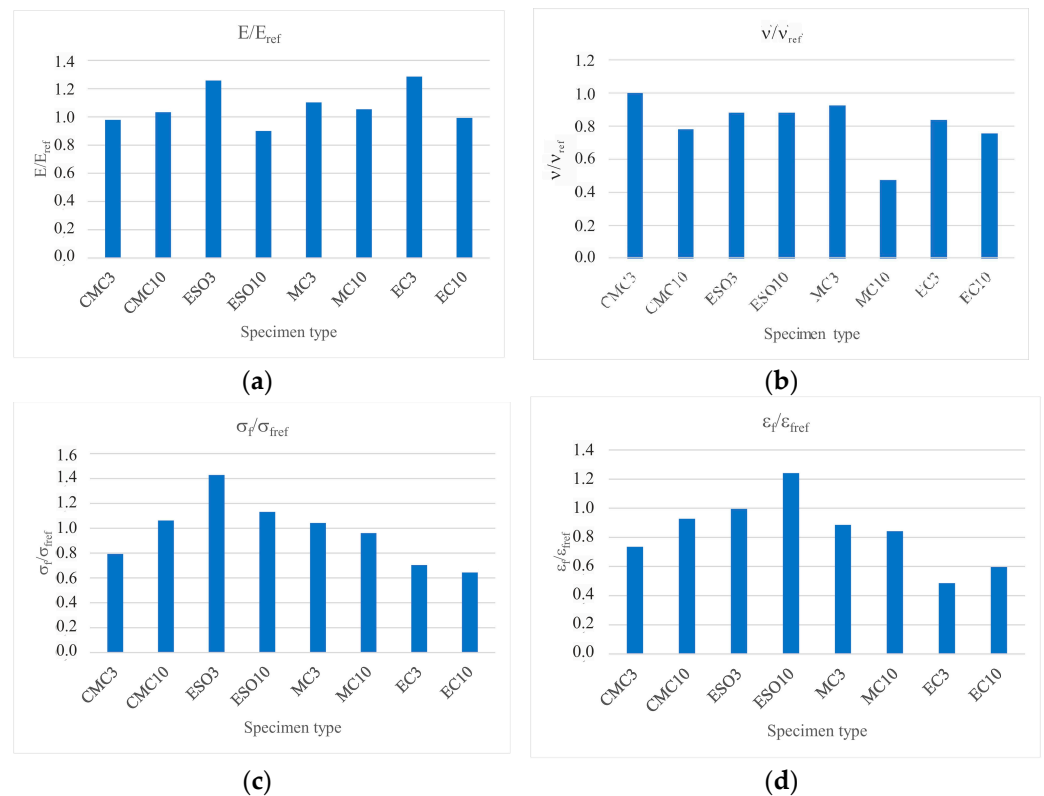 E/Eref
E/Eref
1.4
1.2
1.0
0.8
0.6
0.4
0.2
0.0
CMC3 CMC10 ESO3 ESO10 MC3 MC10 EC3 EC10
Specimen type
(a)
ν/νref
ν/νref
1.2
1.0
0.8
0.6
0.4
0.2
0.0
CMC3 CMC10 ESO3 ESO10 MC3 MC10 EC3 EC10
Specimen type
(b)
σf/σfref
σf/σfref
1.6
1.4
1.2
1.0
0.8
0.6
0.4
0.2
0.0
CMC3 CMC10 ESO3 ESO10 MC3 MC10 EC3 EC10
Specimen type
(c)
εf/εfref
εf/εfref
1.4
1.2
1.0
0.8
0.6
0.4
0.2
0.0
CMC3 CMC10 ESO3 ESO10 MC3 MC10 EC3 EC10
Specimen type
(d)